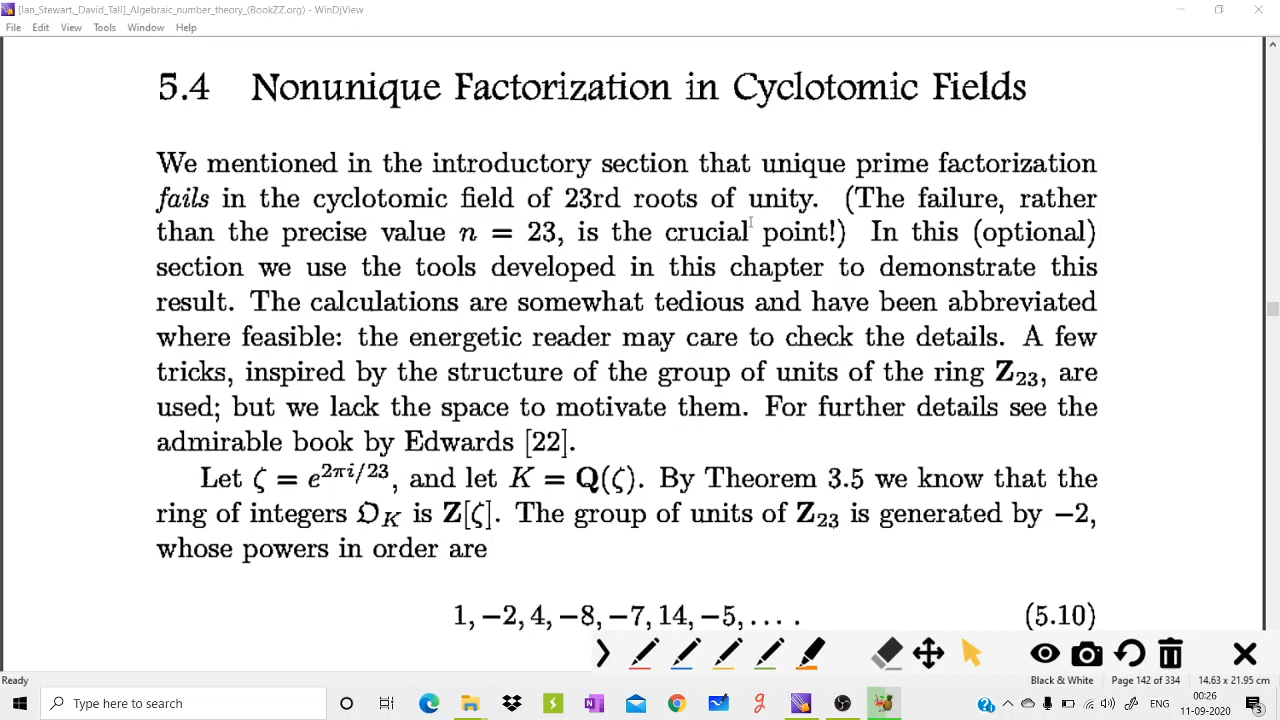 [Ian_Stewart,_David_Tall]_Algebraic_number_theory_(BookZZ.org) - WinDjView
File Edit View Tools Window Help
5.4 Nonunique Factorization in Cyclotomic Fields
We mentioned in the introductory section that unique prime factorization
fails in the cyclotomic field of 23rd roots of unity. (The failure, rather
than the precise value n = 23, is the crucial point!) In this (optional)
section we use the tools developed in this chapter to demonstrate this
result. The calculations are somewhat tedious and have been abbreviated
where feasible: the energetic reader may care to check the details. A few
tricks, inspired by the structure of the group of units of the ring Z₂₃, are
used; but we lack the space to motivate them. For further details see the
admirable book by Edwards [22].
Let ζ = e^{2πi/23}, and let K = Q(ζ). By Theorem 3.5 we know that the
ring of integers 𝔒_K is Z[ζ]. The group of units of Z₂₃ is generated by −2,
whose powers in order are
1, −2, 4, −8, −7, 14, −5, . . . . (5.10)
Ready Black & White Page 142 of 334 14.63 x 21.95 cm
Type here to search ENG 00:26
11-09-2020 3